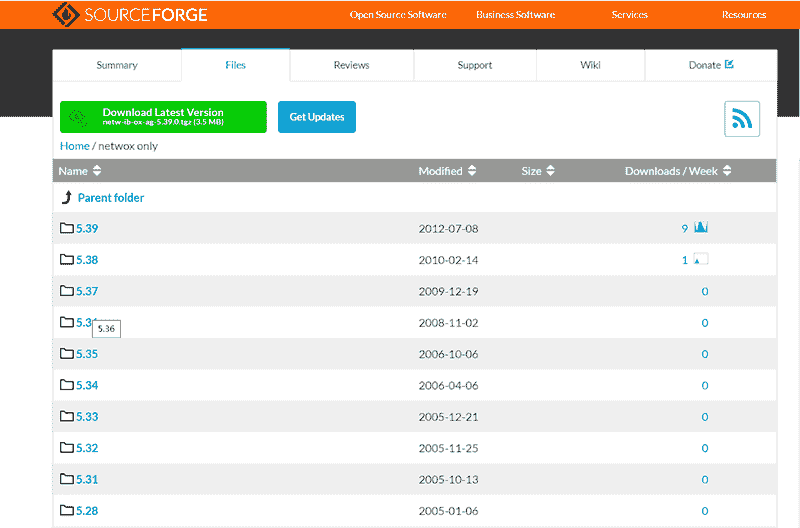 SOURCEFORGE Open Source Software Business Software Services Resources
Summary Files Reviews Support Wiki Donate
Download Latest Version
netw-ib-ox-ag-5.39.0.tgz (3.5 MB)
Get Updates
Home / netwox only
Name Modified Size Downloads / Week
Parent folder
5.39 2012-07-08 9
5.38 2010-02-14 1
5.37 2009-12-19 0
5.3 2008-11-02 0
5.36
5.35 2006-10-06 0
5.34 2006-04-06 0
5.33 2005-12-21 0
5.32 2005-11-25 0
5.31 2005-10-13 0
5.28 2005-01-06 0